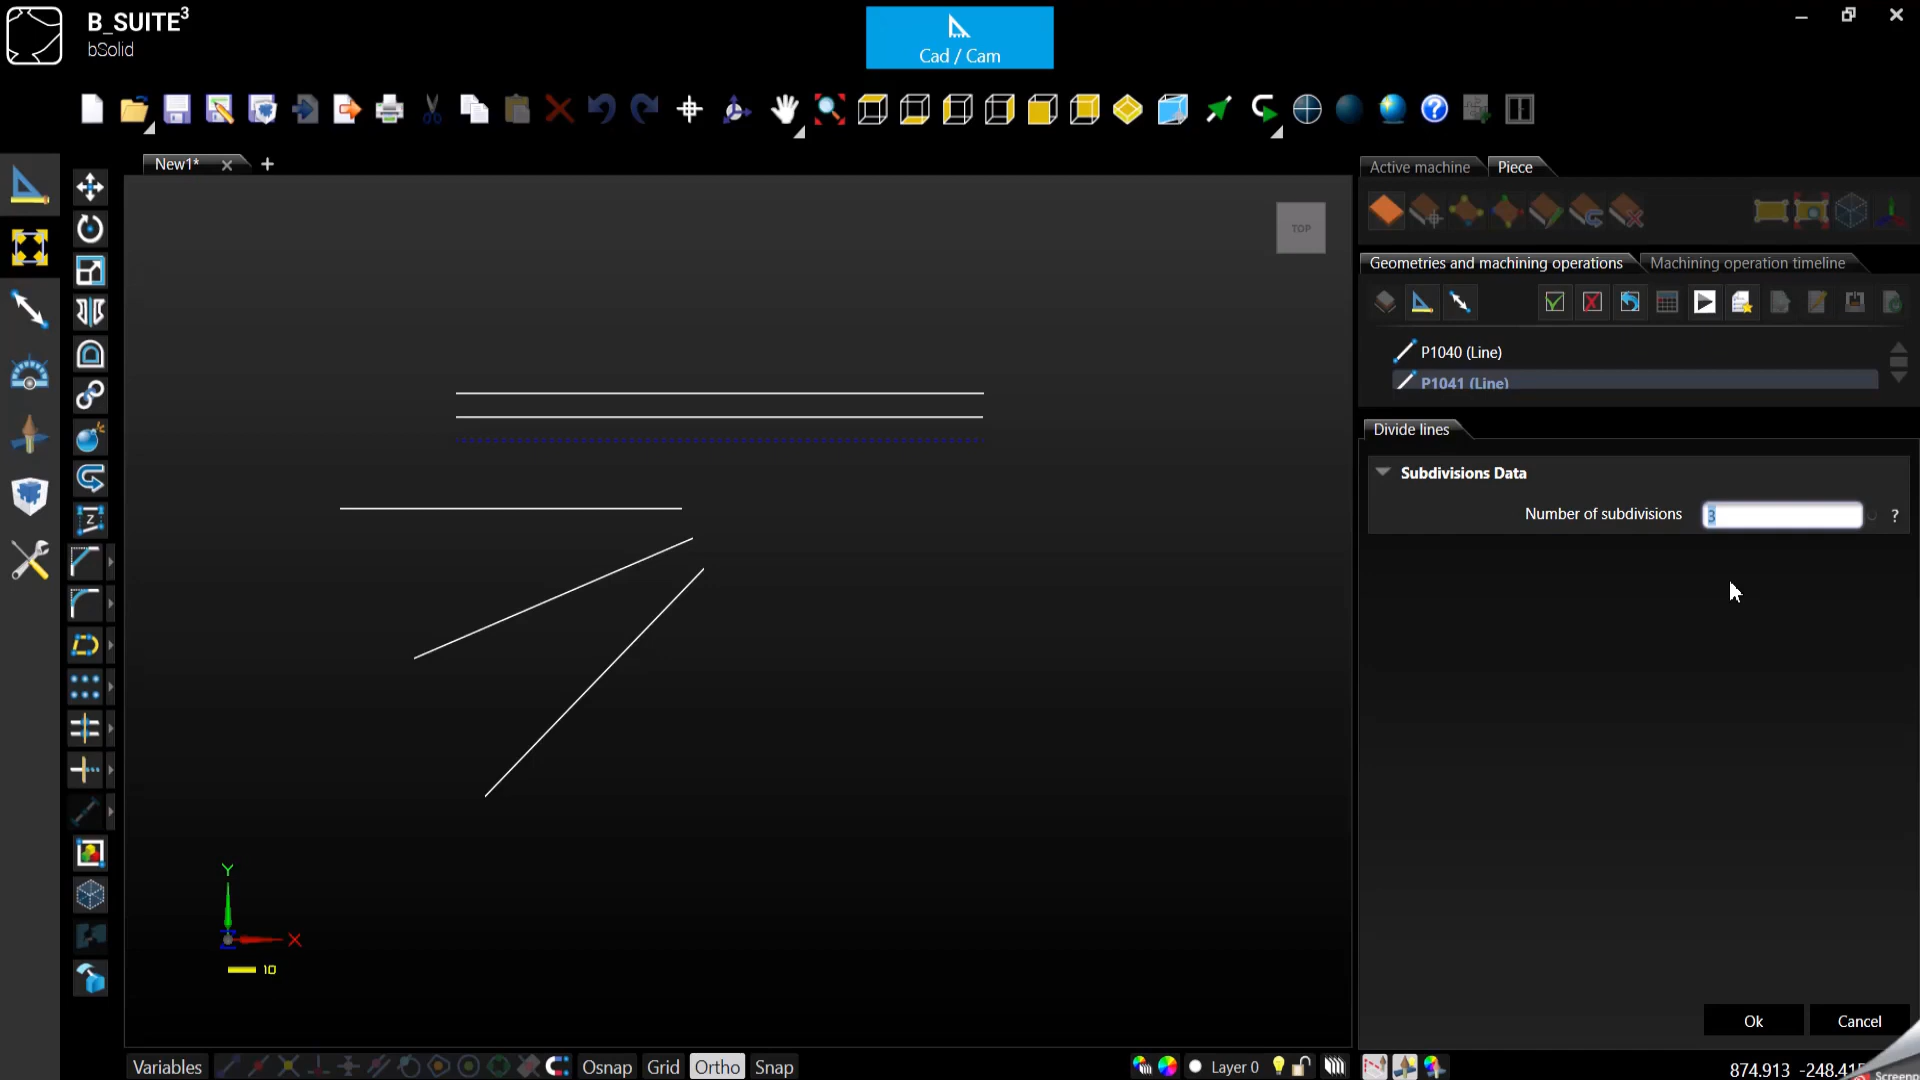 B_SUITE3
bSolid
Cad / Cam
New1*
TOP
Active machine
Piece
Geometries and machining operations
Machining operation timeline
P1040 (Line)
P1041 (Line)
Divide lines
Subdivisions Data
Number of subdivisions
3
?
Z
Y
X
10
Ok
Cancel
Variables
Osnap
Grid
Ortho
Snap
Layer 0
874.913